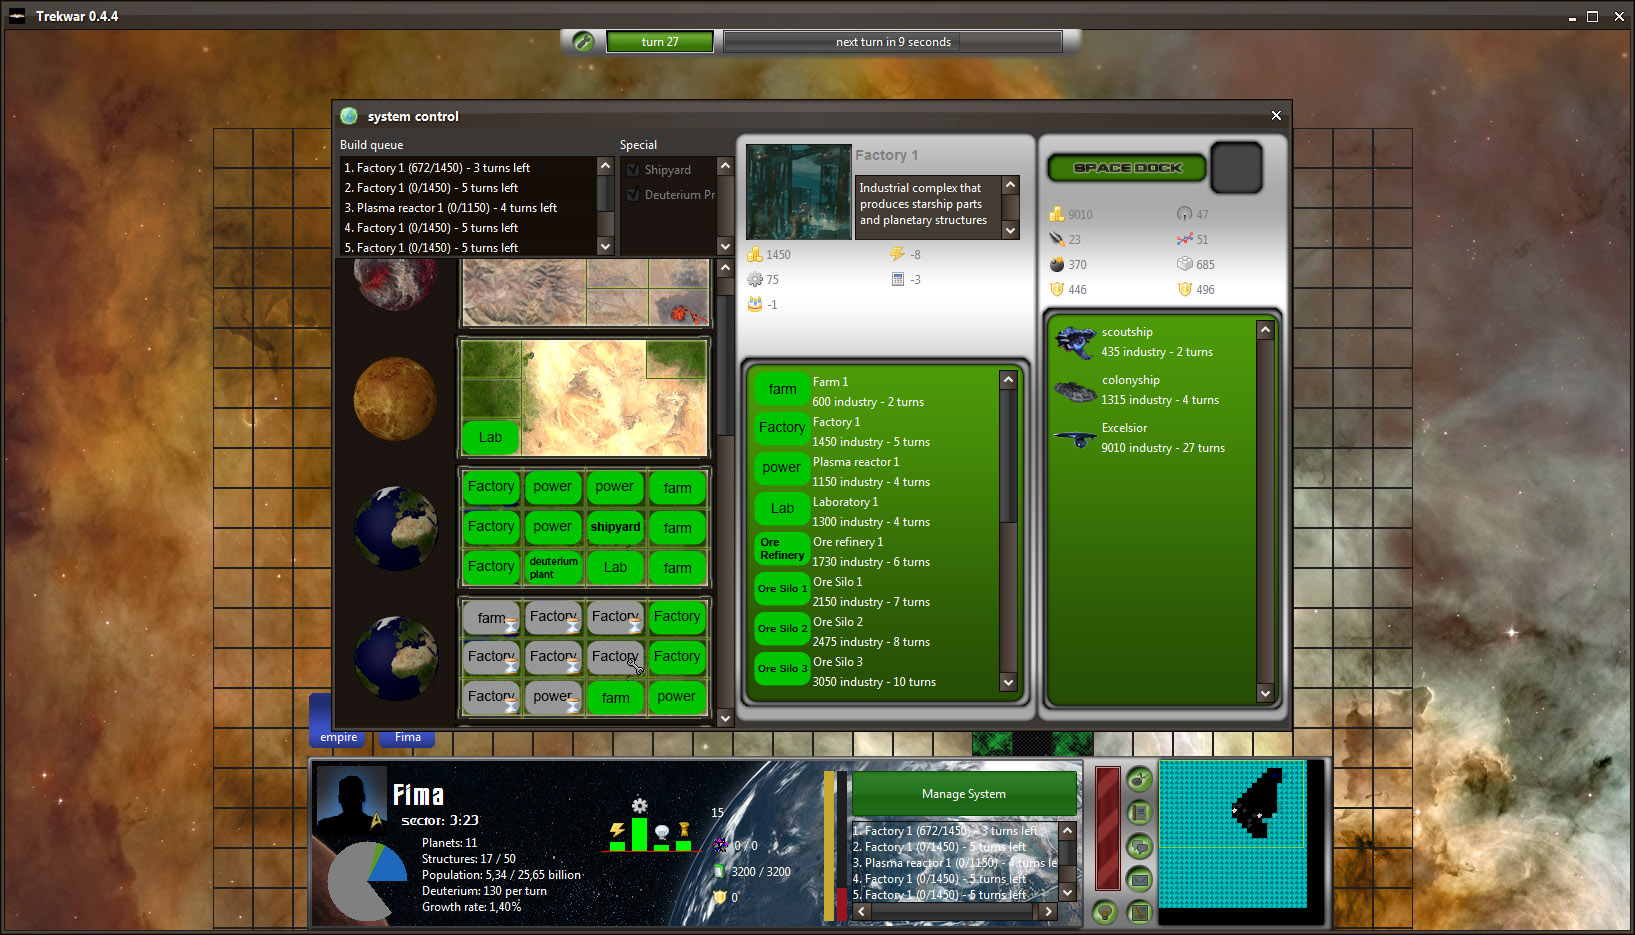 Trekwar 0.4.4
turn 27
next turn in 9 seconds
system control
Build queue
1. Factory 1 (672/1450) - 3 turns left
2. Factory 1 (0/1450) - 5 turns left
3. Plasma reactor 1 (0/1150) - 4 turns left
4. Factory 1 (0/1450) - 5 turns left
5. Factory 1 (0/1450) - 5 turns left
Special
Shipyard
Deuterium Pr
Lab
Factory power power farm
Factory power shipyard farm
Factory deuterium plant Lab farm
farm Factory Factory Factory
Factory Factory Factory Factory
Factory power farm power
Factory 1
Industrial complex that
produces starship parts
and planetary structures
1450 -8
75 -3
-1
farm Farm 1
600 industry - 2 turns
Factory Factory 1
1450 industry - 5 turns
power Plasma reactor 1
1150 industry - 4 turns
Lab Laboratory 1
1300 industry - 4 turns
Ore Refinery Ore refinery 1
1730 industry - 6 turns
Ore Silo 1 Ore Silo 1
2150 industry - 7 turns
Ore Silo 2 Ore Silo 2
2475 industry - 8 turns
Ore Silo 3 Ore Silo 3
3050 industry - 10 turns
SPACE DOCK
9010 47
23 51
370 685
446 496
scoutship
435 industry - 2 turns
colonyship
1315 industry - 4 turns
Excelsior
9010 industry - 27 turns
empire
Fima
Fima
sector: 3:23
Planets: 11
Structures: 17 / 50
Population: 5,34 / 25,65 billion
Deuterium: 130 per turn
Growth rate: 1,40%
15
0 / 0
3200 / 3200
0
Manage System
1. Factory 1 (672/1450) - 3 turns left
2. Factory 1 (0/1450) - 5 turns left
3. Plasma reactor 1 (0/1150) - 4 turns le
4. Factory 1 (0/1450) - 5 turns left
5. Factory 1 (0/1450) - 5 turns left